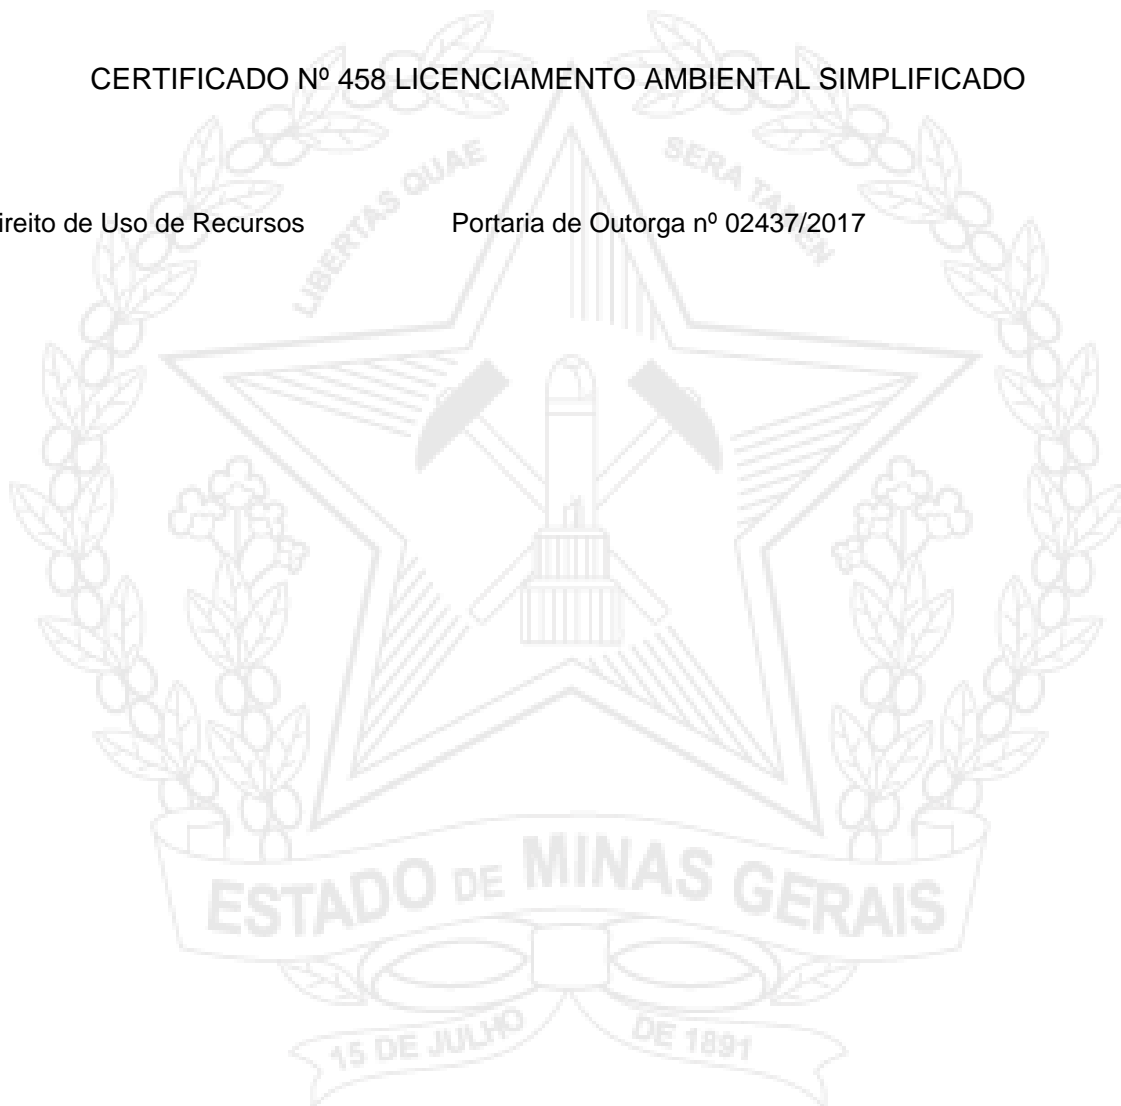 CERTIFICADO Nº 458 LICENCIAMENTO AMBIENTAL SIMPLIFICADO
LIBERTAS QUAE SERA TAMEN
ireito de Uso de Recursos Portaria de Outorga nº 02437/2017
ESTADO DE MINAS GERAIS
15 DE JULHO DE 1891